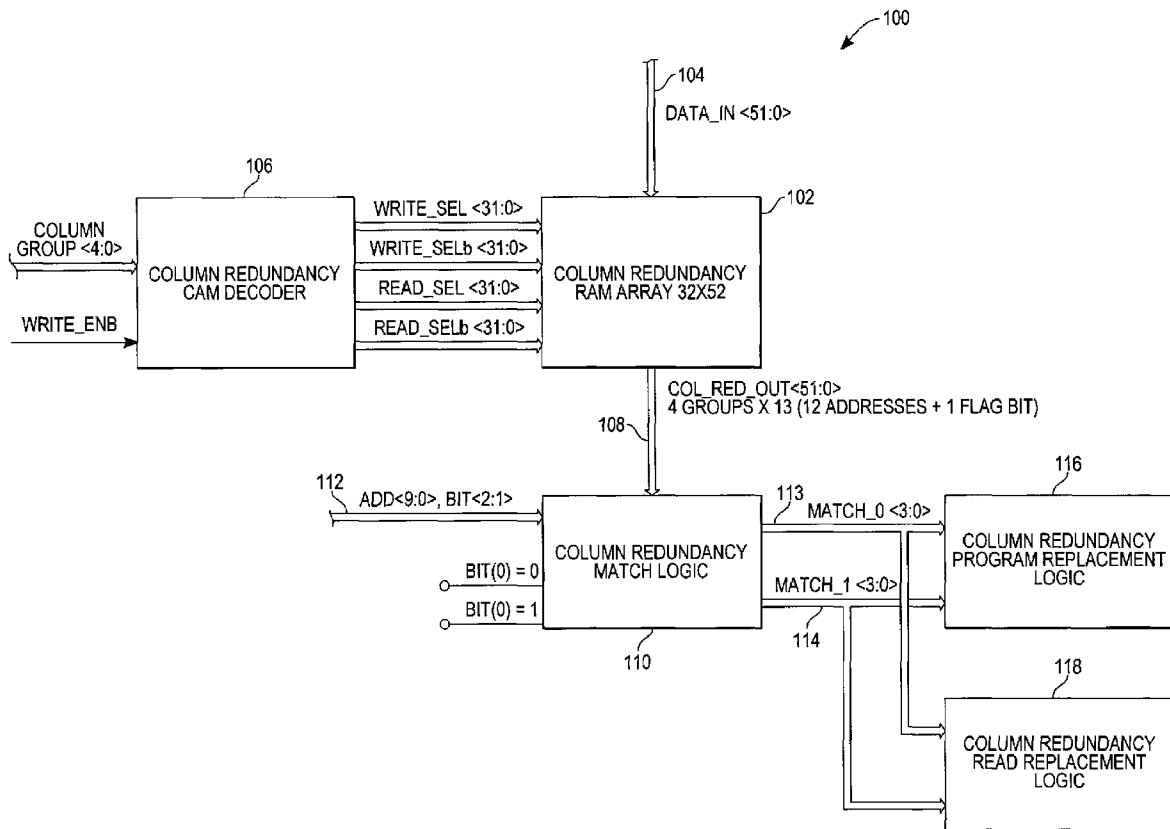 100
104
DATA_IN <51:0>
106
102
COLUMN
GROUP <4:0>
WRITE_ENB
COLUMN REDUNDANCY
CAM DECODER
WRITE_SEL <31:0>
WRITE_SELb <31:0>
READ_SEL <31:0>
READ_SELb <31:0>
COLUMN REDUNDANCY
RAM ARRAY 32X52
COL_RED_OUT<51:0>
4 GROUPS X 13 (12 ADDRESSES + 1 FLAG BIT)
108
112
ADD<9:0>, BIT<2:1>
BIT(0) = 0
BIT(0) = 1
COLUMN REDUNDANCY
MATCH LOGIC
110
113
MATCH_0 <3:0>
MATCH_1 <3:0>
114
116
COLUMN REDUNDANCY
PROGRAM REPLACEMENT
LOGIC
118
COLUMN REDUNDANCY
READ REPLACEMENT
LOGIC